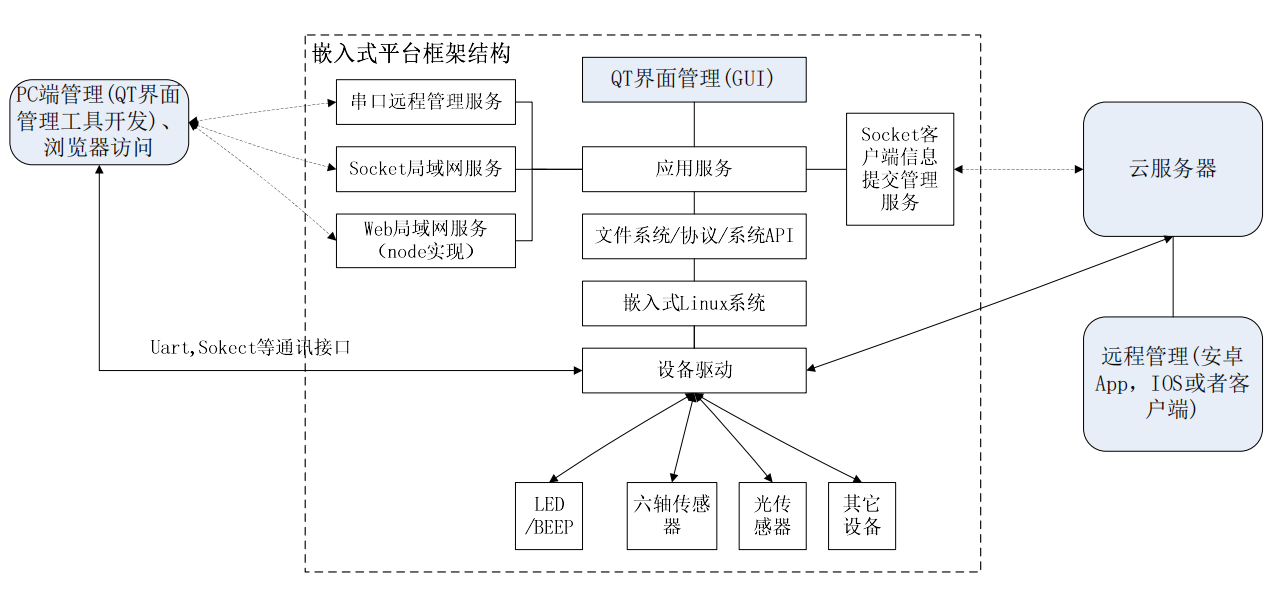 嵌入式平台框架结构
PC端管理(QT界面
管理工具开发)、
浏览器访问
串口远程管理服务
Socket局域网服务
Web局域网服务
（node实现）
QT界面管理(GUI)
应用服务
文件系统/协议/系统API
嵌入式Linux系统
设备驱动
Socket客
户端信息
提交管理
服务
云服务器
远程管理(安卓
App，IOS或者客
户端)
Uart,Sokect等通讯接口
LED
/BEEP
六轴传感
器
光传
感器
其它
设备